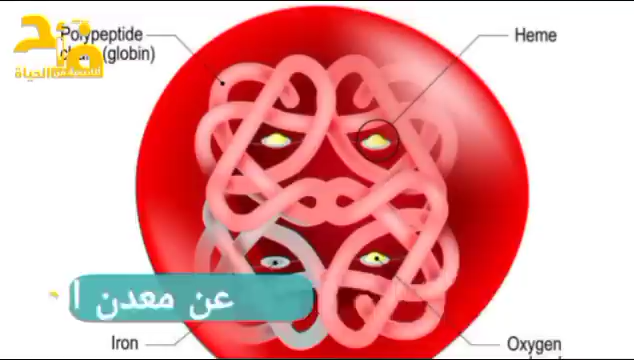 Polypeptide
(globin)
Heme
عن معدن ا
Iron
Oxygen